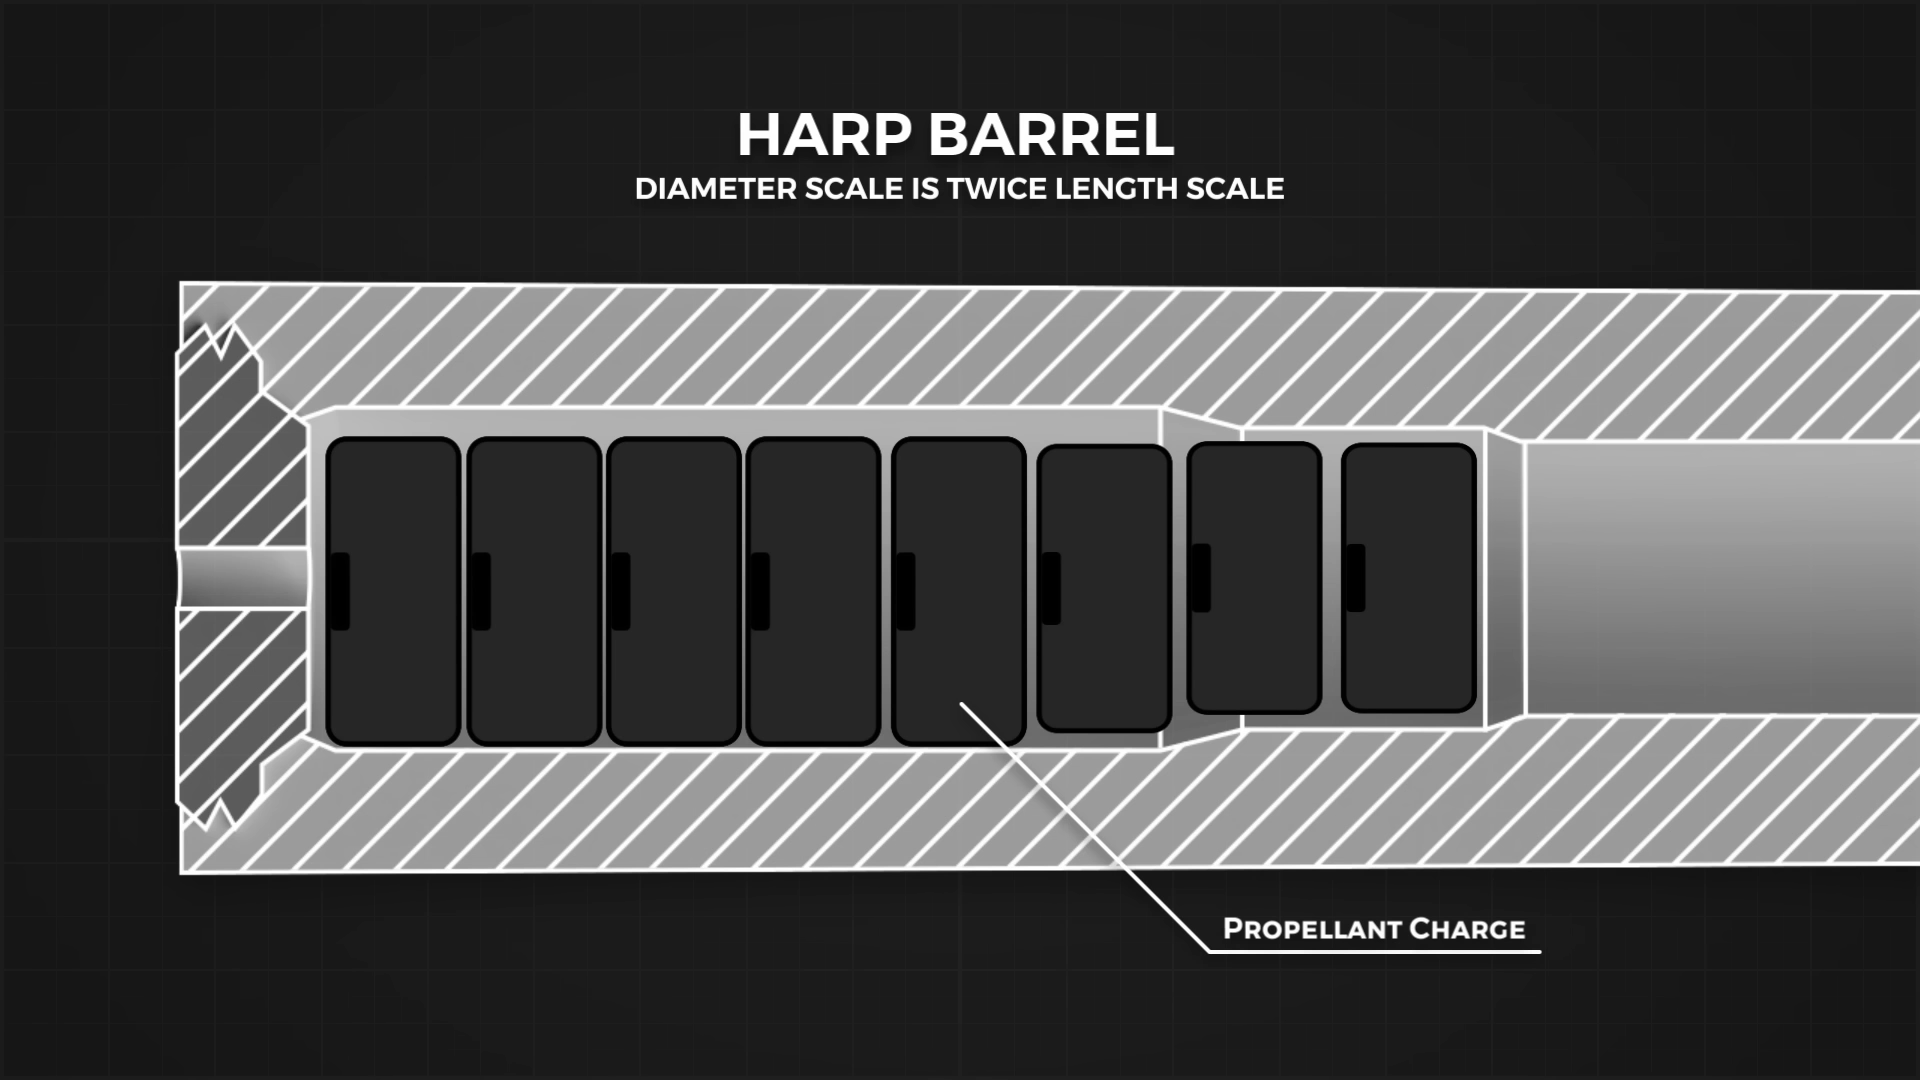 HARP BARREL
DIAMETER SCALE IS TWICE LENGTH SCALE
Propellant Charge